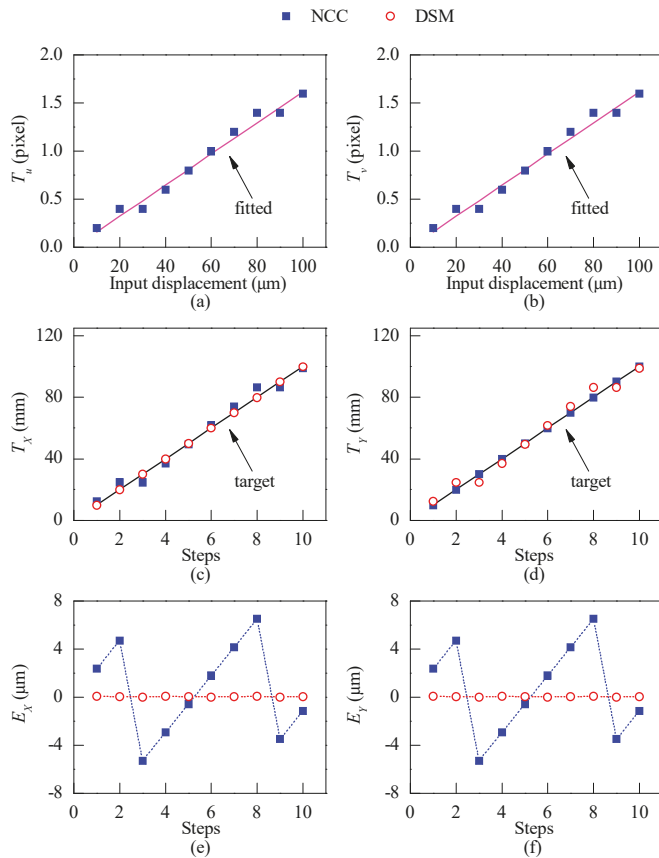 NCC DSM
2.0
1.5
1.0
0.5
0.0
T_u (pixel)
fitted
20 40 60 80 100
Input displacement (μm)
(a)
2.0
1.5
1.0
0.5
0.0
T_v (pixel)
fitted
20 40 60 80 100
Input displacement (μm)
(b)
120
80
40
0
T_X (mm)
target
0 2 4 6 8 10
Steps
(c)
120
80
40
0
T_Y (mm)
target
0 2 4 6 8 10
Steps
(d)
8
4
0
-4
-8
E_X (μm)
0 2 4 6 8 10
Steps
(e)
8
4
0
-4
-8
E_Y (μm)
0 2 4 6 8 10
Steps
(f)